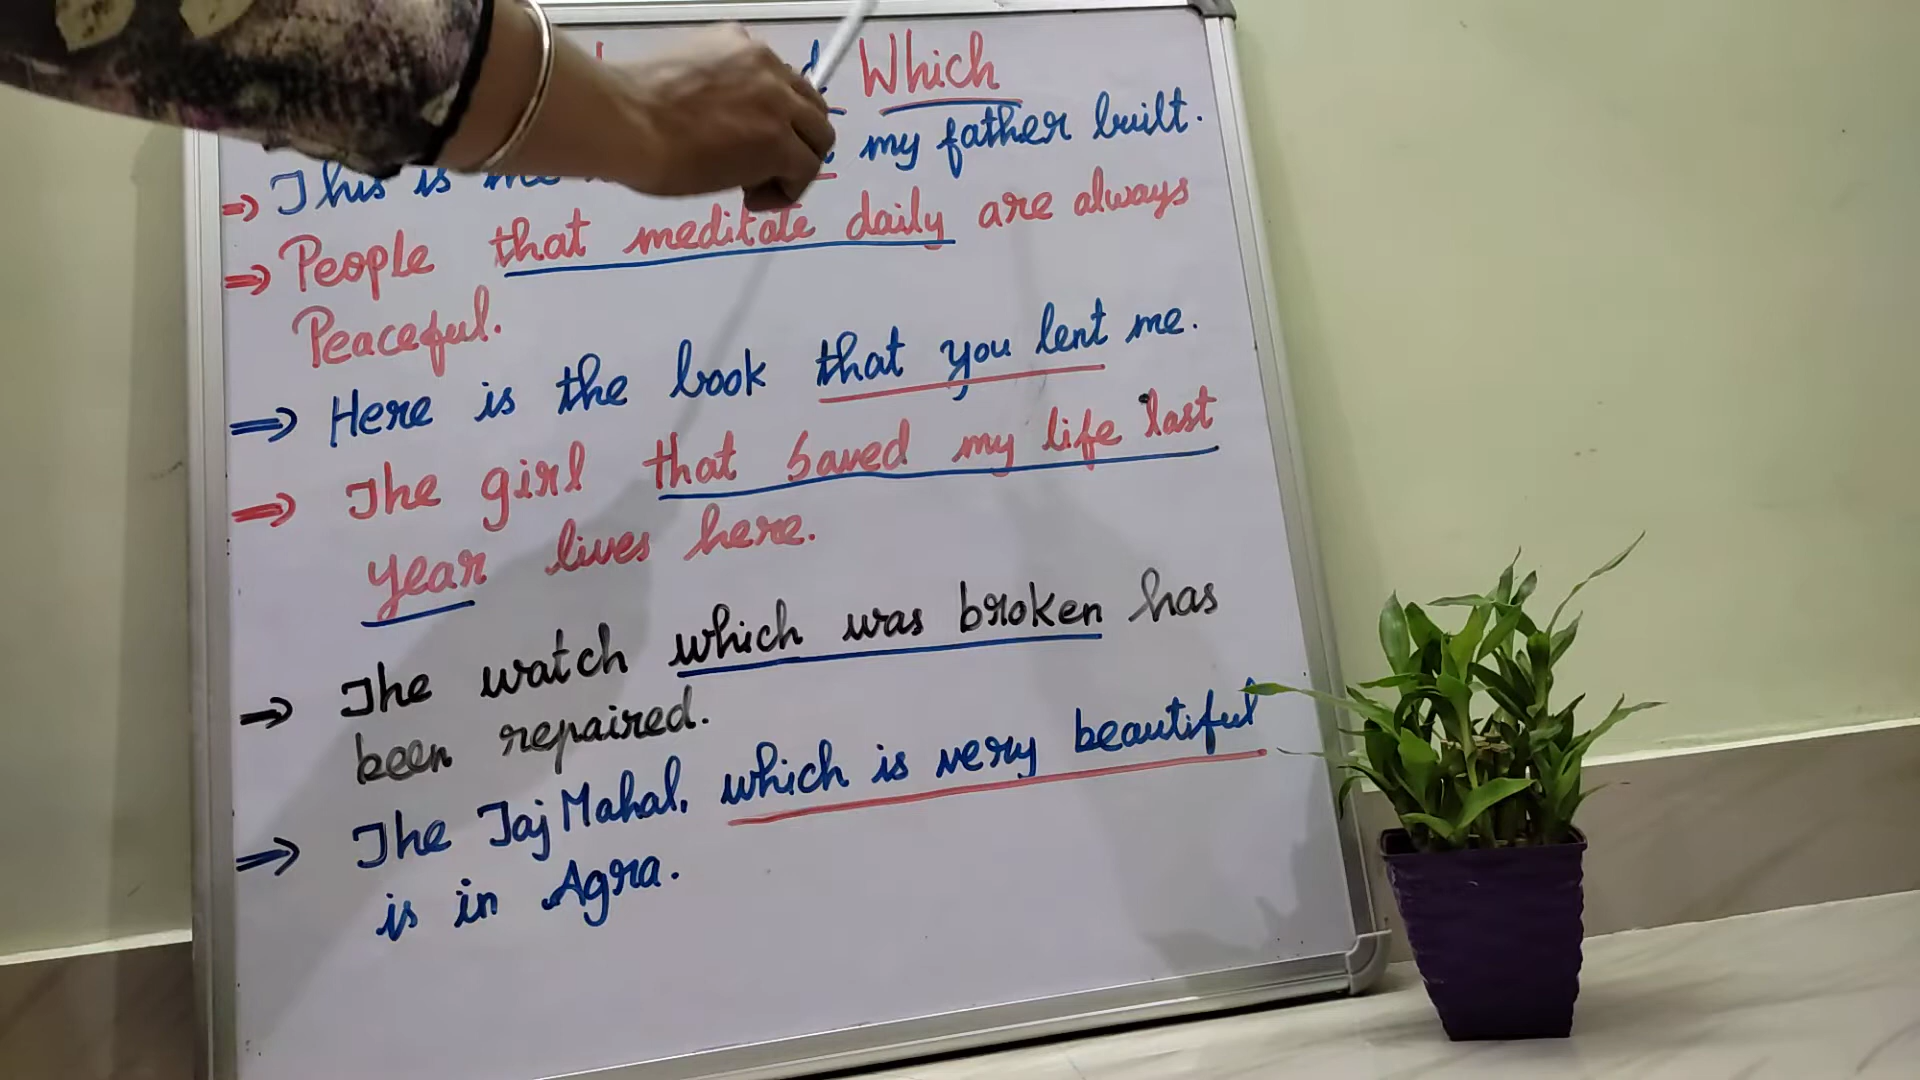 Which
This is the my father built.
⇒ People that meditate daily are always
Peaceful.
⇒ Here is the book that you lent me.
⇒ The girl that saved my life last
year lives here.
⇒ The watch which was broken has
been repaired.
⇒ The Taj Mahal, which is very beautiful
is in Agra.